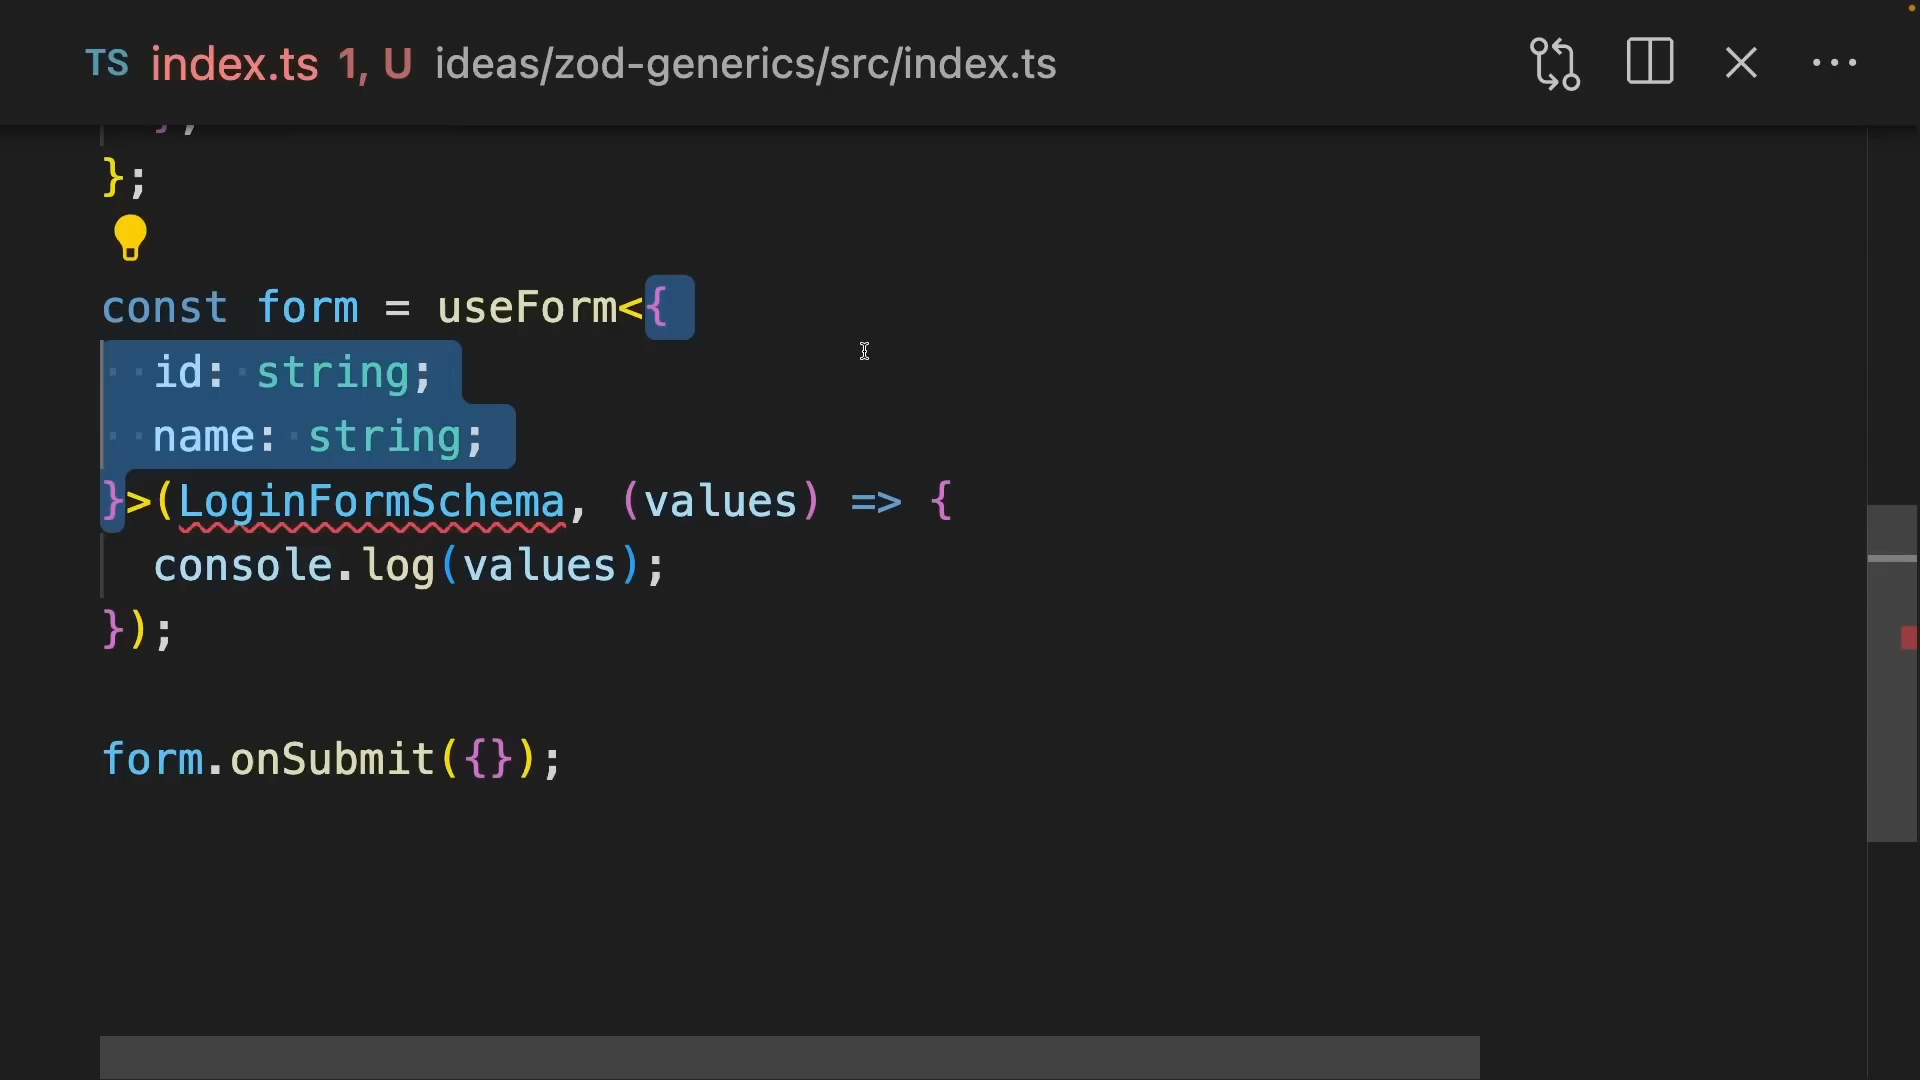 TS index.ts 1, U ideas/zod-generics/src/index.ts
};
const form = useForm<{
id: string;
name: string;
}>(LoginFormSchema, (values) => {
console.log(values);
});
form.onSubmit({});